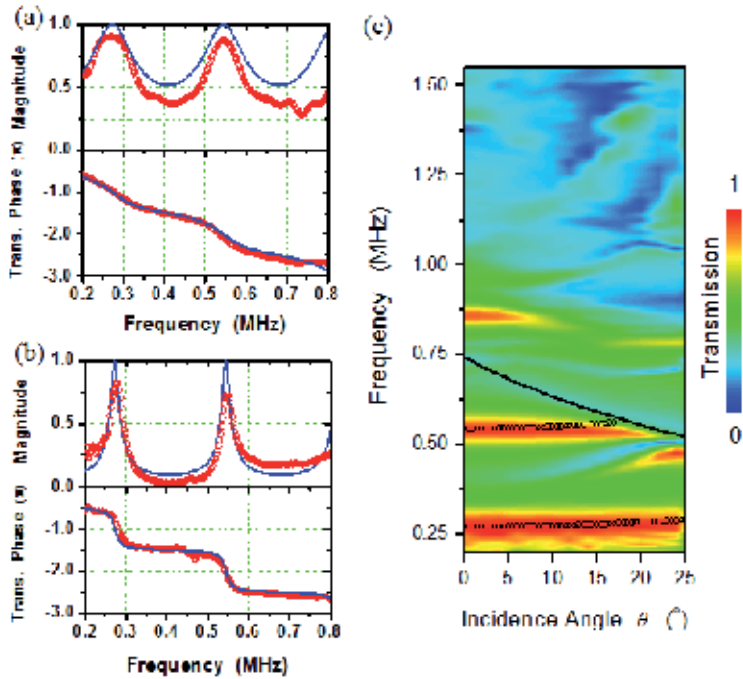 (a)
1.0
0.5
0.0
-1.0
-2.0
-3.0
Trans. Phase (π) Magnitude
0.2 0.3 0.4 0.5 0.6 0.7 0.8
Frequency (MHz)
(b)
1.0
0.5
0.0
-1.0
-2.0
-3.0
Trans. Phase (π) Magnitude
0.2 0.3 0.4 0.5 0.6 0.7 0.8
Frequency (MHz)
(c)
1.50
1.25
1.00
0.75
0.50
0.25
Frequency (MHz)
0 5 10 15 20 25
Incidence Angle θ (°)
1
Transmission
0